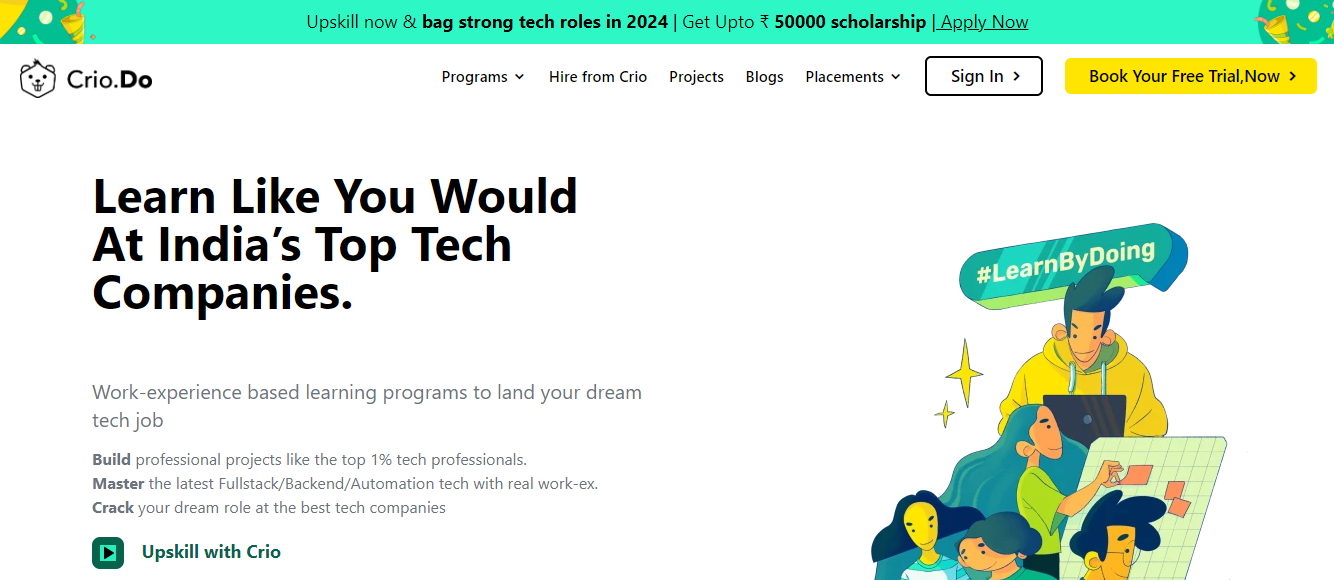 Upskill now & bag strong tech roles in 2024 | Get Upto ₹ 50000 scholarship | Apply Now
Crio.Do
Programs
Hire from Crio
Projects
Blogs
Placements
Sign In
Book Your Free Trial,Now
Learn Like You Would
At India’s Top Tech
Companies.
#LearnByDoing
Work-experience based learning programs to land your dream
tech job
Build professional projects like the top 1% tech professionals.
Master the latest Fullstack/Backend/Automation tech with real work-ex.
Crack your dream role at the best tech companies
Upskill with Crio